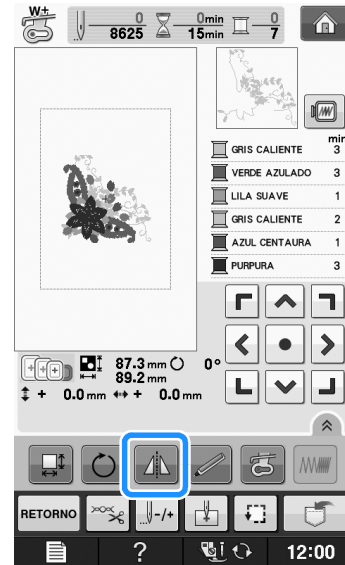 W+
0
8625
0min
15min
0
7
min
GRIS CALIENTE 3
VERDE AZULADO 3
LILA SUAVE 1
GRIS CALIENTE 2
AZUL CENTAURA 1
PURPURA 3
87.3 mm 0°
89.2 mm
+ 0.0 mm + 0.0 mm
RETORNO -/+
? 12:00